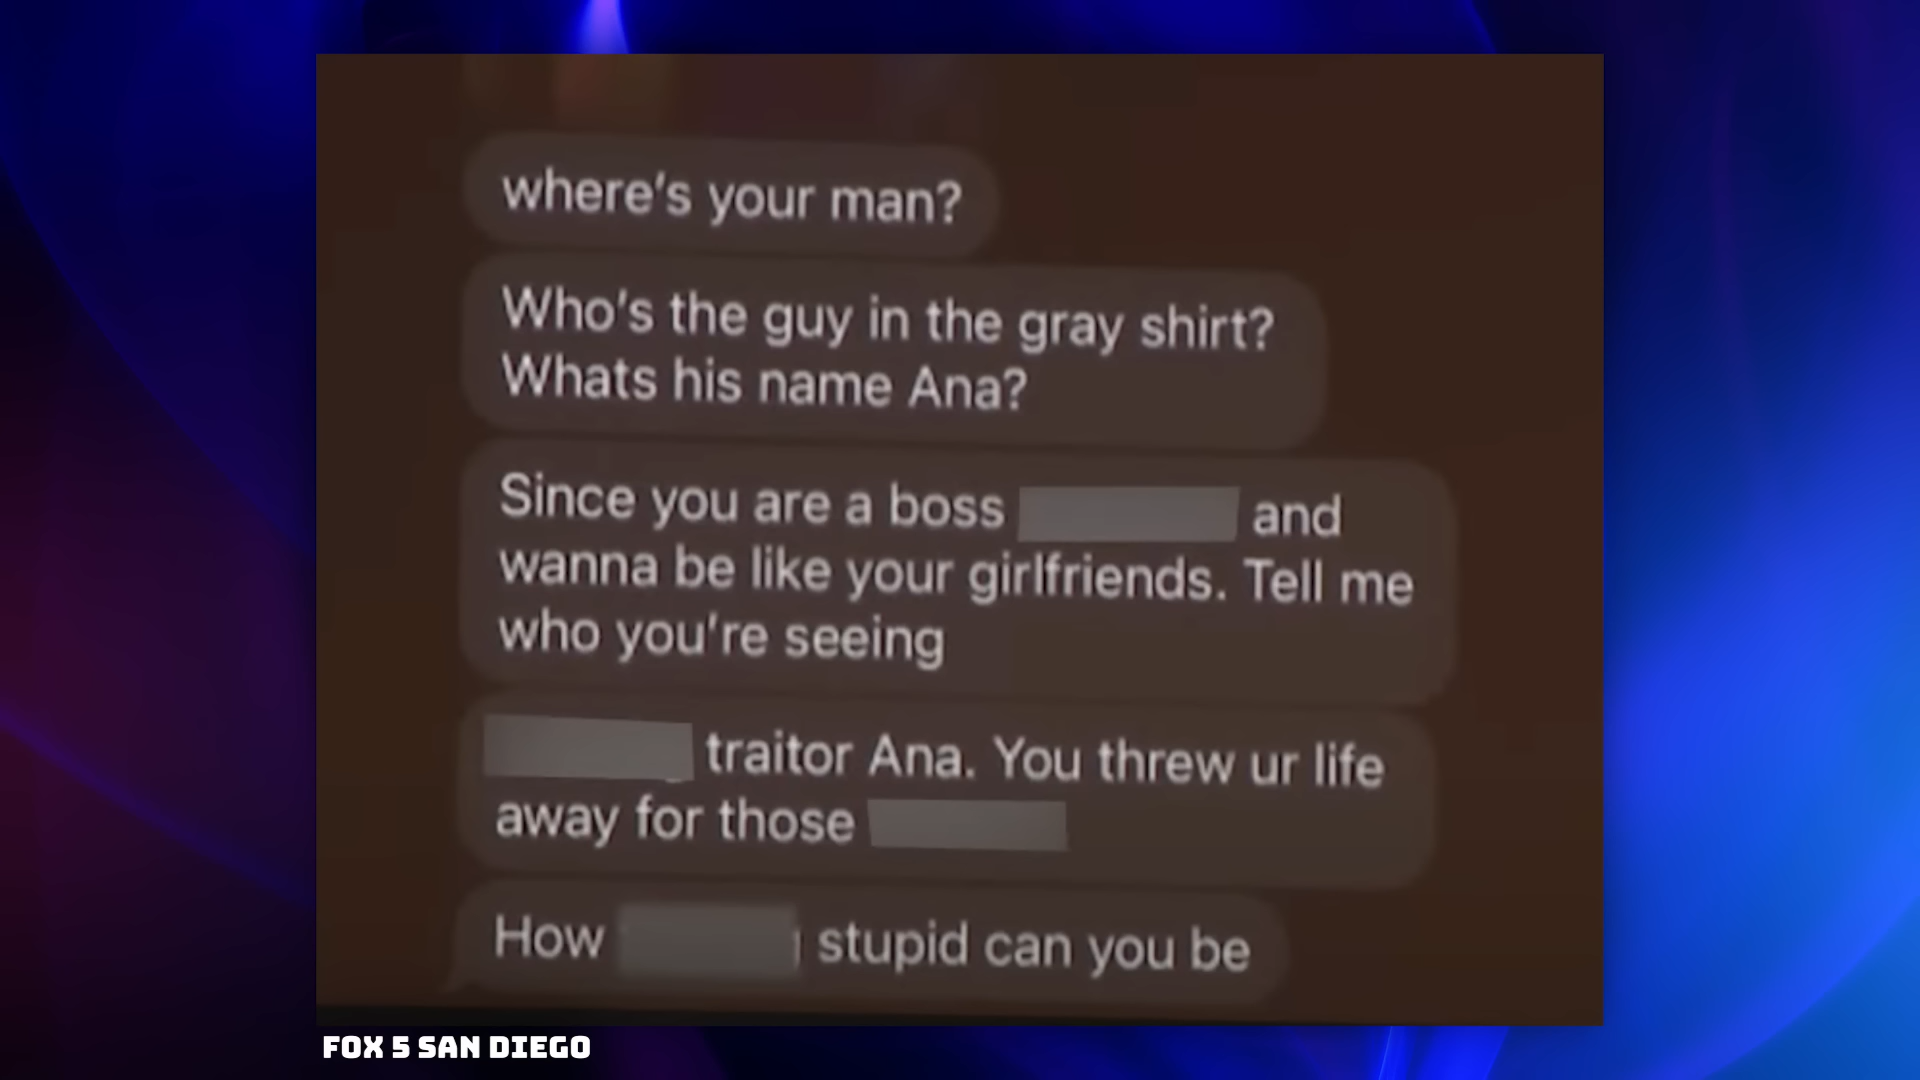 where's your man?
Who's the guy in the gray shirt?
Whats his name Ana?
Since you are a boss and
wanna be like your girlfriends. Tell me
who you're seeing
traitor Ana. You threw ur life
away for those
How stupid can you be
FOX 5 SAN DIEGO